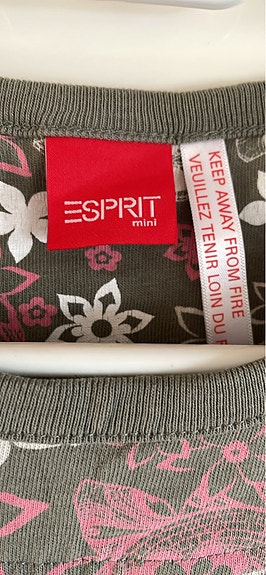 ESPRIT
mini
KEEP AWAY FROM FIRE
VEUILLEZ TENIR LOIN DU